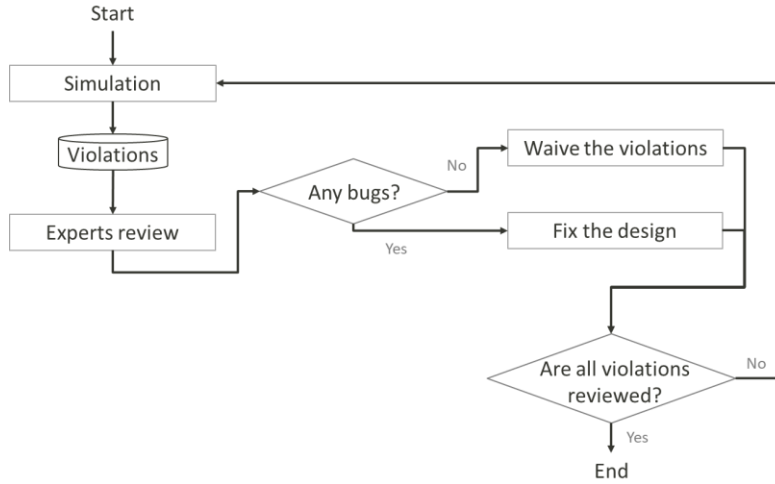 Start
Simulation
Violations
Experts review
Any bugs?
No
Waive the violations
Yes
Fix the design
Are all violations
reviewed?
No
Yes
End